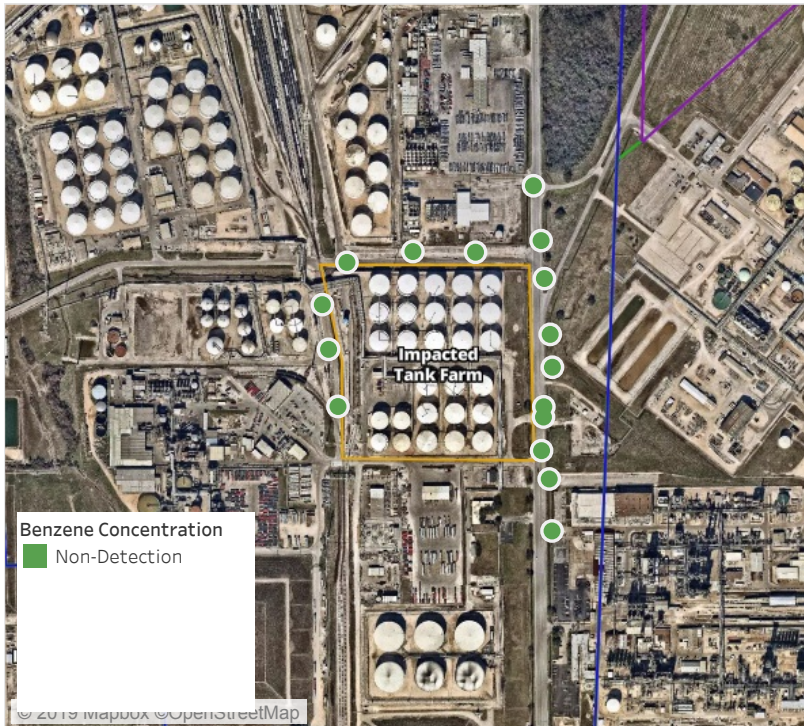 Impacted
Tank Farm
Benzene Concentration
Non-Detection
© 2019 Mapbox ©OpenStreetMap